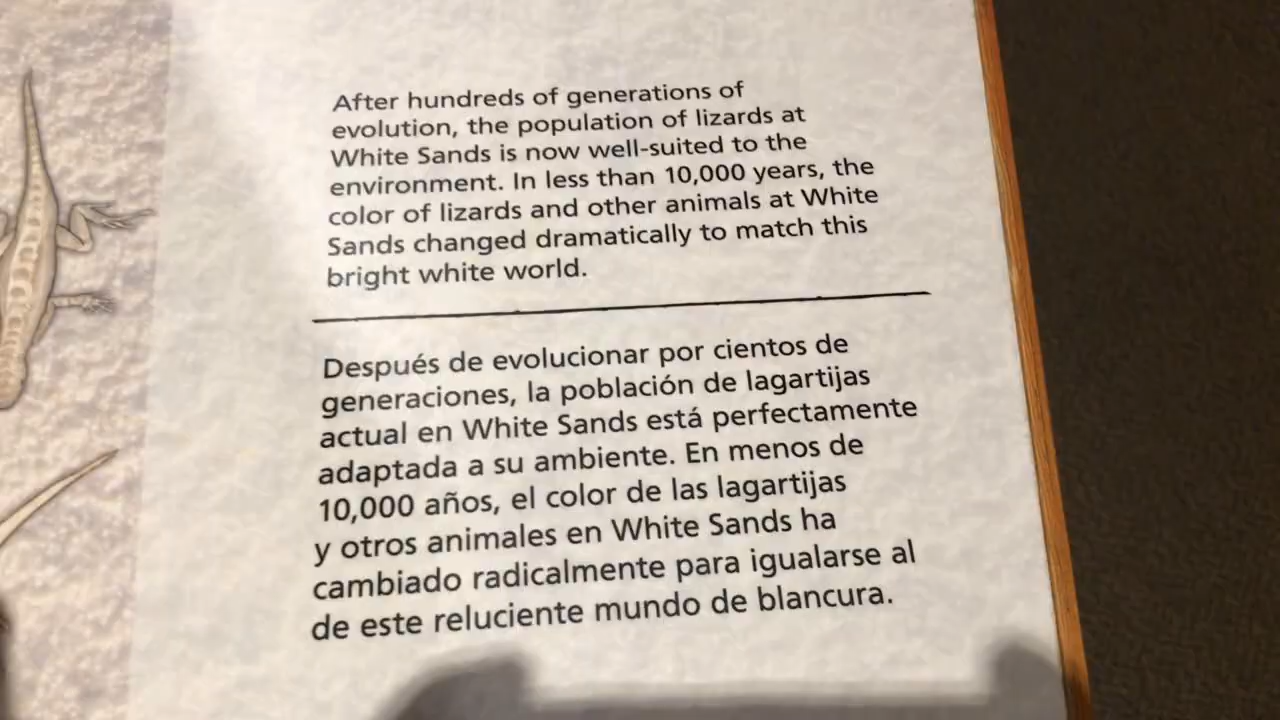 After hundreds of generations of
evolution, the population of lizards at
White Sands is now well-suited to the
environment. In less than 10,000 years, the
color of lizards and other animals at White
Sands changed dramatically to match this
bright white world.
Después de evolucionar por cientos de
generaciones, la población de lagartijas
actual en White Sands está perfectamente
adaptada a su ambiente. En menos de
10,000 años, el color de las lagartijas
y otros animales en White Sands ha
cambiado radicalmente para igualarse al
de este reluciente mundo de blancura.